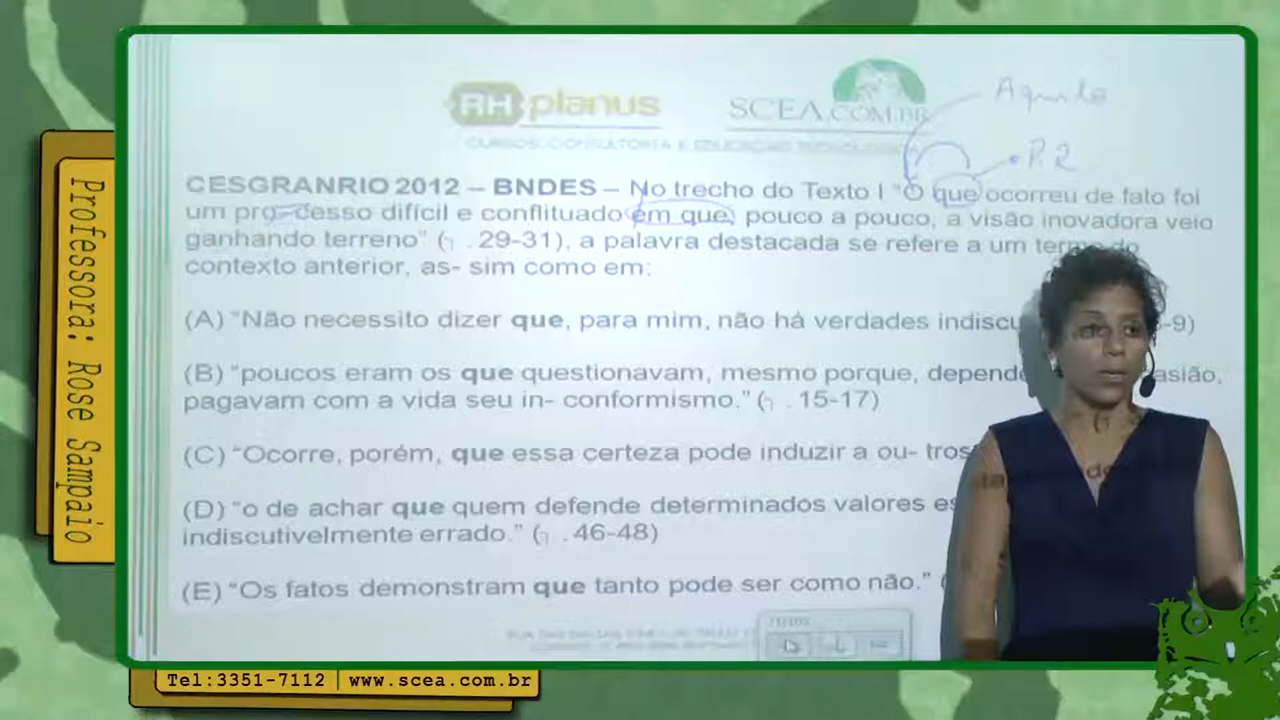 RH planus
SCEA.COM.BR
Aquilo
P.R
CESGRANRIO 2012 – BNDES – No trecho do Texto I "O que ocorreu de fato foi
um pro- cesso difícil e conflituado em que, pouco a pouco, a visão inovadora veio
ganhando terreno" ( . 29-31), a palavra destacada se refere a um termo do
contexto anterior, as- sim como em:
(A) "Não necessito dizer que, para mim, não há verdades indiscu -9)
(B) "poucos eram os que questionavam, mesmo porque, depend asião,
pagavam com a vida seu in- conformismo." ( . 15-17)
(C) "Ocorre, porém, que essa certeza pode induzir a ou- tros
(D) "o de achar que quem defende determinados valores es
indiscutivelmente errado." ( . 46-48)
(E) "Os fatos demonstram que tanto pode ser como não."
Professora: Rose Sampaio
Tel:3351-7112 | www.scea.com.br